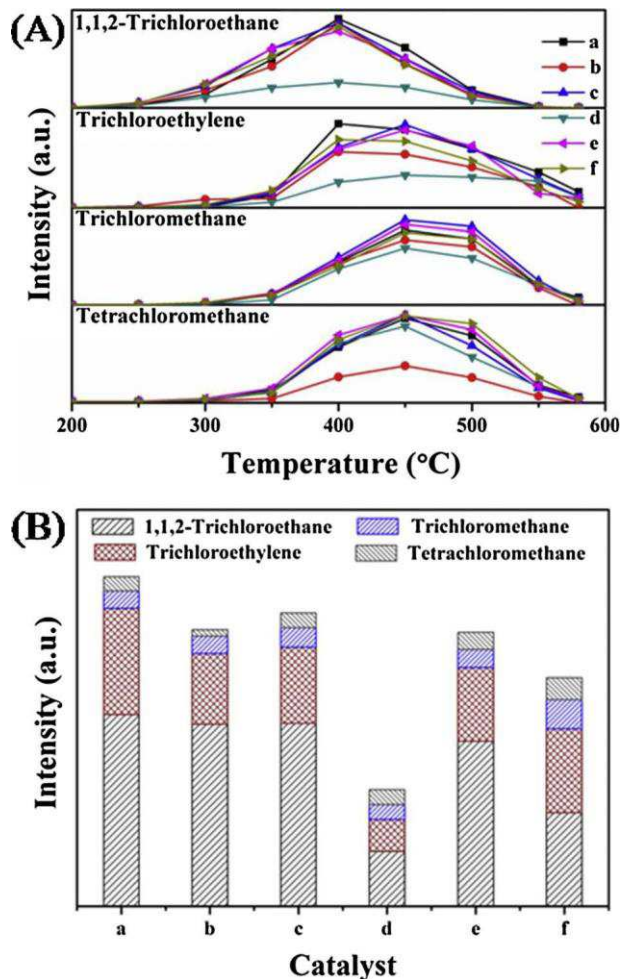 (A)
1,1,2-Trichloroethane
a
b
c
Trichloroethylene
d
e
f
Trichloromethane
Tetrachloromethane
Intensity (a.u.)
200 300 400 500 600
Temperature (°C)
(B)
1,1,2-Trichloroethane Trichloromethane
Trichloroethylene Tetrachloromethane
Intensity (a.u.)
a b c d e f
Catalyst